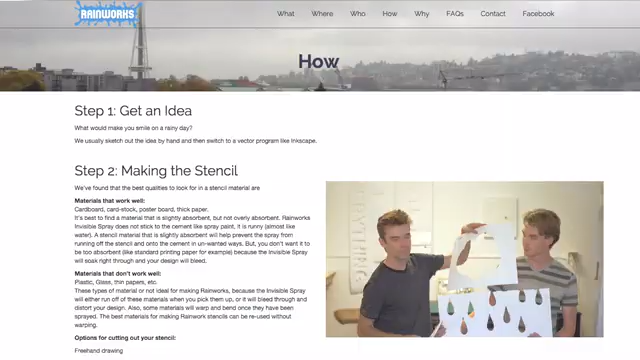 RAINWORKS
What Where Who How Why FAQs Contact Facebook
How
Step 1: Get an Idea
What would make you smile on a rainy day?
We usually sketch out the idea by hand and then switch to a vector program like Inkscape.
Step 2: Making the Stencil
We've found that the best qualities to look for in a stencil material are
Materials that work well:
Cardboard, card-stock, poster board, thick paper.
It's best to find a material that is slightly absorbent, but not overly absorbent. Rainworks
Invisible Spray does not stick to the cement like spray paint, it is runny (almost like
water). A stencil material that is slightly absorbent will help prevent the spray from
running off the stencil and onto the cement in un-wanted ways. But, you don't want it to
be too absorbent (like standard printing paper for example) because the Invisible Spray
will soak right through and your design will bleed.
Materials that don't work well:
Plastic, Glass, thin papers, etc.
These types of material or not ideal for making Rainworks, because the Invisible Spray
will either run off of these materials when you pick them up, or it will bleed through and
distort your design. Also, some materials will warp and bend once they have been
sprayed. The best materials for making Rainwork stencils can be re-used without
warping.
Options for cutting out your stencil:
Freehand drawing